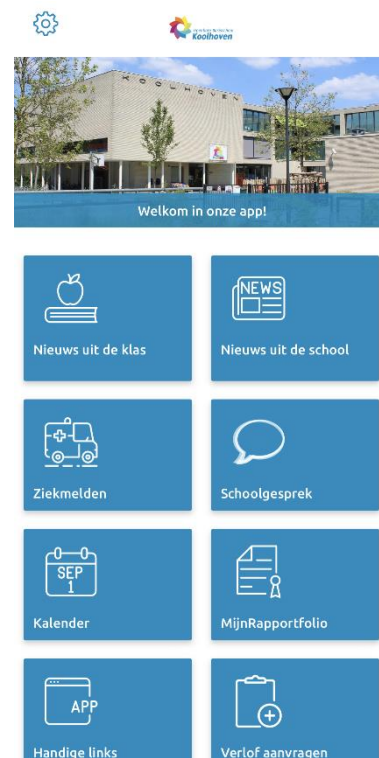 Koolhoven
KOOLHOVEN
Welkom in onze app!
NEWS
Nieuws uit de klas
Nieuws uit de school
Ziekmelden
Schoolgesprek
SEP
1
Kalender
MijnRapportfolio
APP
Handige links
Verlof aanvragen